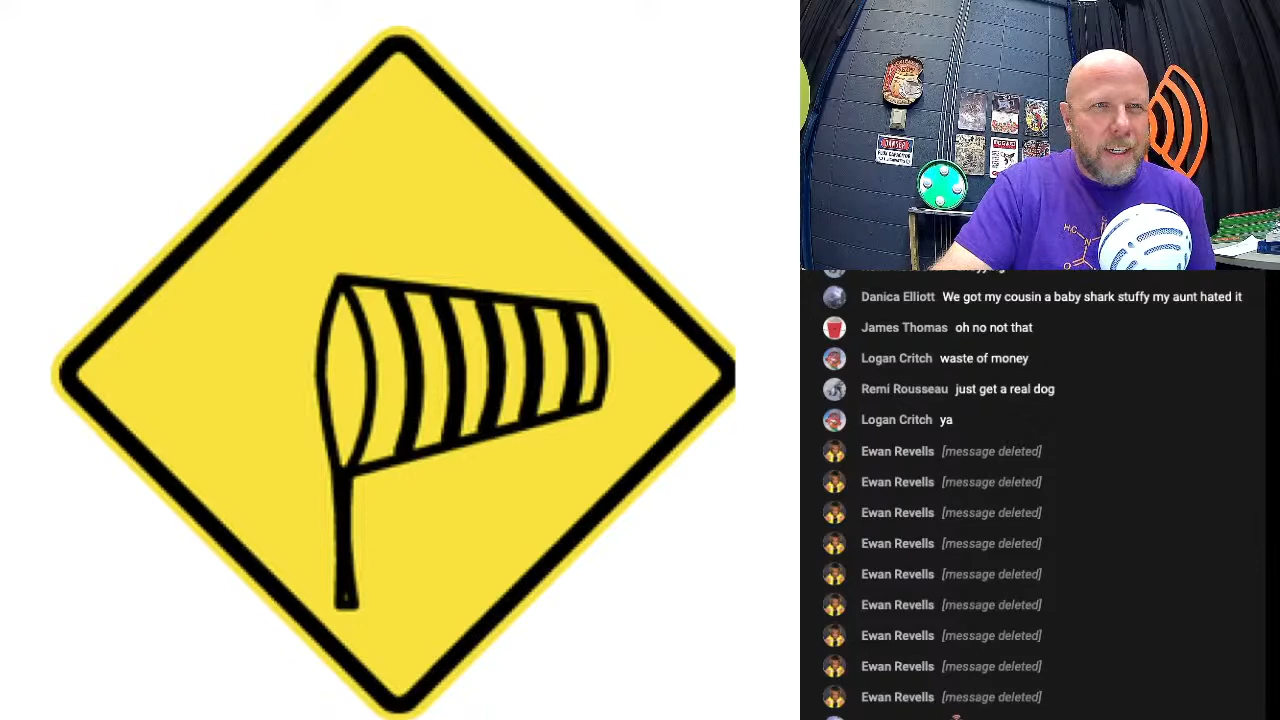 DANGER
Danica Elliott We got my cousin a baby shark stuffy my aunt hated it
James Thomas oh no not that
Logan Critch waste of money
Remi Rousseau just get a real dog
Logan Critch ya
Ewan Revells [message deleted]
Ewan Revells [message deleted]
Ewan Revells [message deleted]
Ewan Revells [message deleted]
Ewan Revells [message deleted]
Ewan Revells [message deleted]
Ewan Revells [message deleted]
Ewan Revells [message deleted]
Ewan Revells [message deleted]